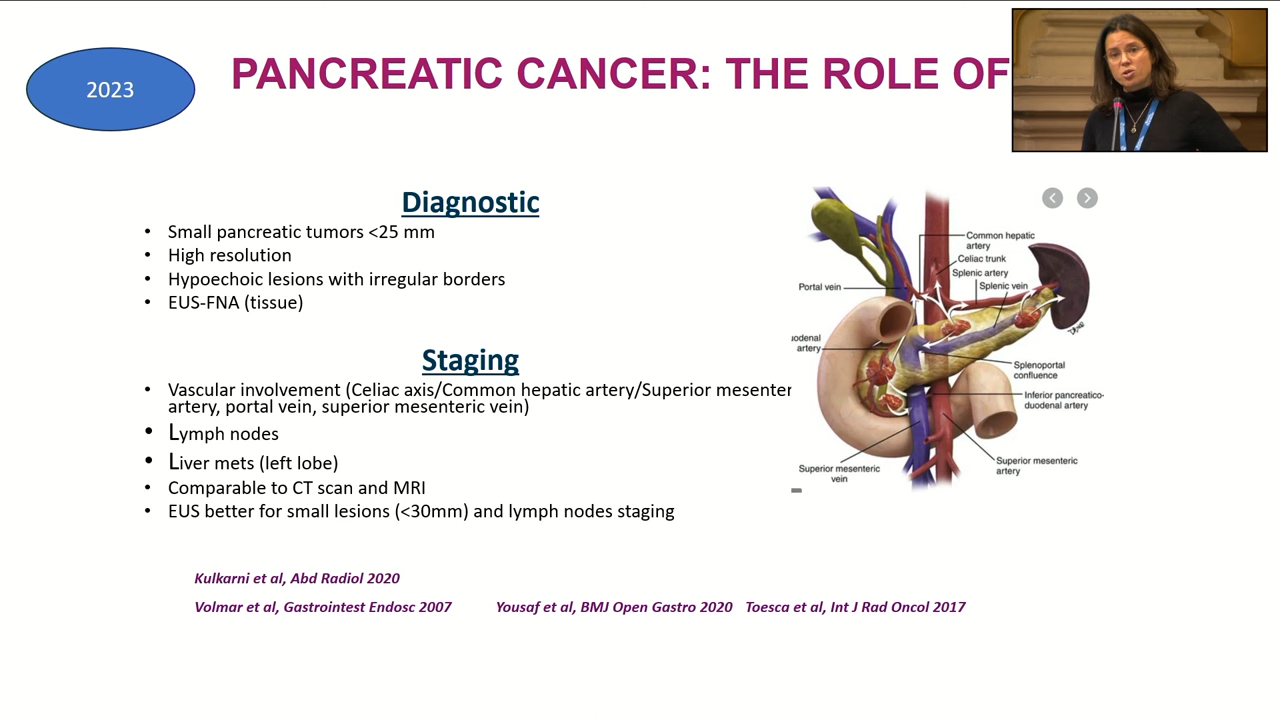 2023
PANCREATIC CANCER: THE ROLE OF
Diagnostic
• Small pancreatic tumors <25 mm
• High resolution
• Hypoechoic lesions with irregular borders
• EUS-FNA (tissue)
Staging
• Vascular involvement (Celiac axis/Common hepatic artery/Superior mesenter
artery, portal vein, superior mesenteric vein)
• Lymph nodes
• Liver mets (left lobe)
• Comparable to CT scan and MRI
• EUS better for small lesions (<30mm) and lymph nodes staging
Common hepatic
artery
Celiac trunk
Splenic artery
Splenic vein
Portal vein
uodenal
artery
Splenoportal
confluence
Inferior pancreatico-
duodenal artery
Superior mesenteric
vein
Superior mesenteric
artery
Kulkarni et al, Abd Radiol 2020
Volmar et al, Gastrointest Endosc 2007 Yousaf et al, BMJ Open Gastro 2020 Toesca et al, Int J Rad Oncol 2017